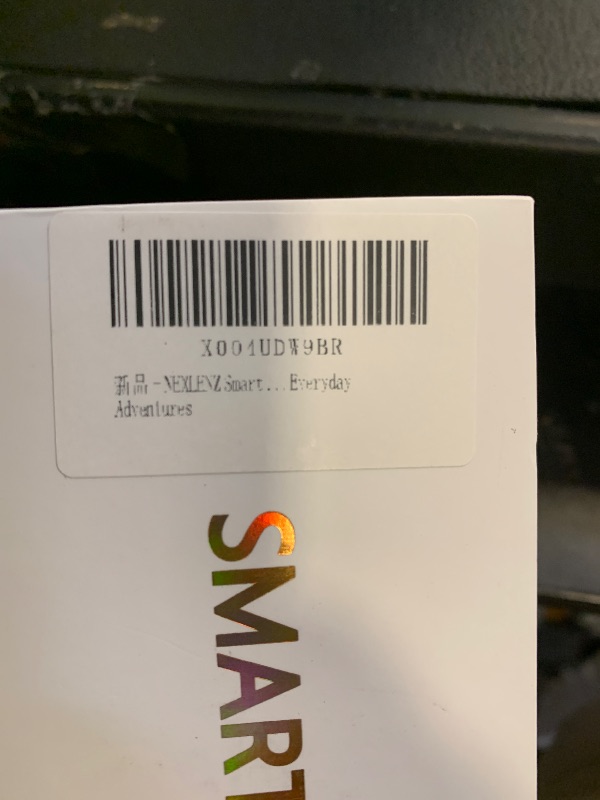 X001UDW9BR
新品 - NEXLENZ Smart...Everyday
Adventures
SMART